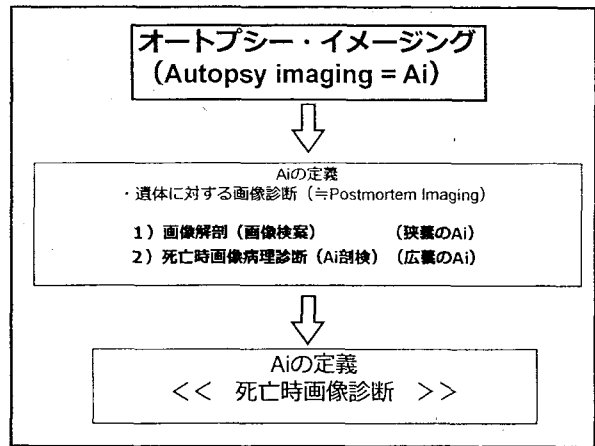 オートプシー・イメージング
（Autopsy imaging = Ai）
Aiの定義
・遺体に対する画像診断（≒Postmortem Imaging）
１）画像解剖（画像検案）　（狭義のAi）
２）死亡時画像病理診断（Ai剖検）（広義のAi）
Aiの定義
＜＜　死亡時画像診断　＞＞